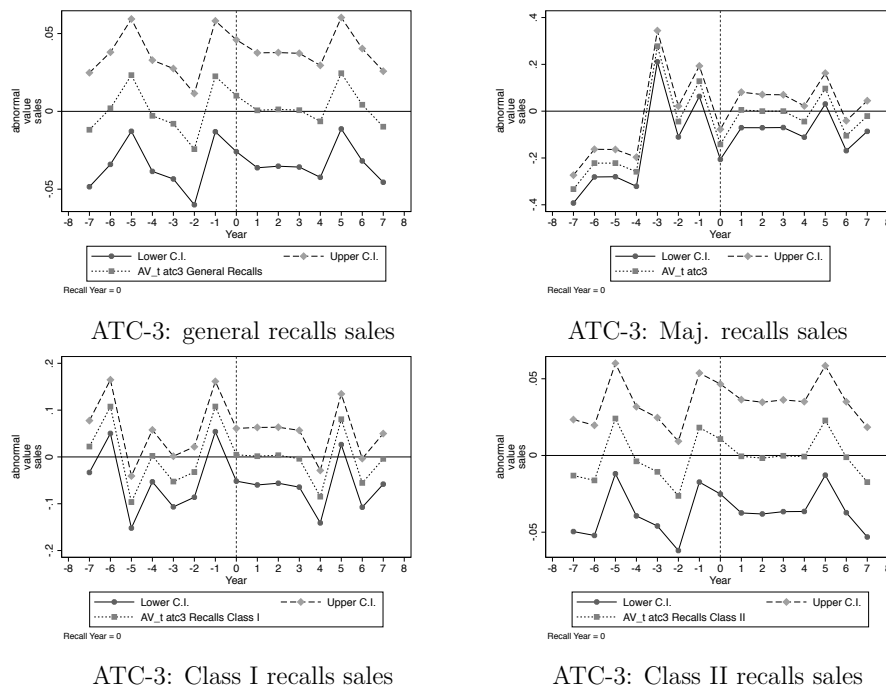 abnormal
value
sales
.05
0
-.05
-8 -7 -6 -5 -4 -3 -2 -1 0 1 2 3 4 5 6 7 8
Year
Lower C.I. Upper C.I.
AV_t atc3 General Recalls
Recall Year = 0
ATC-3: general recalls sales
abnormal
value
sales
.4
.2
0
-.2
-.4
-8 -7 -6 -5 -4 -3 -2 -1 0 1 2 3 4 5 6 7 8
Year
Lower C.I. Upper C.I.
AV_t atc3
Recall Year = 0
ATC-3: Maj. recalls sales
abnormal
value
sales
.2
.1
0
-.1
-.2
-8 -7 -6 -5 -4 -3 -2 -1 0 1 2 3 4 5 6 7 8
Year
Lower C.I. Upper C.I.
AV_t atc3 Recalls Class I
Recall Year = 0
ATC-3: Class I recalls sales
abnormal
value
sales
.05
0
-.05
-8 -7 -6 -5 -4 -3 -2 -1 0 1 2 3 4 5 6 7 8
Year
Lower C.I. Upper C.I.
AV_t atc3 Recalls Class II
Recall Year = 0
ATC-3: Class II recalls sales